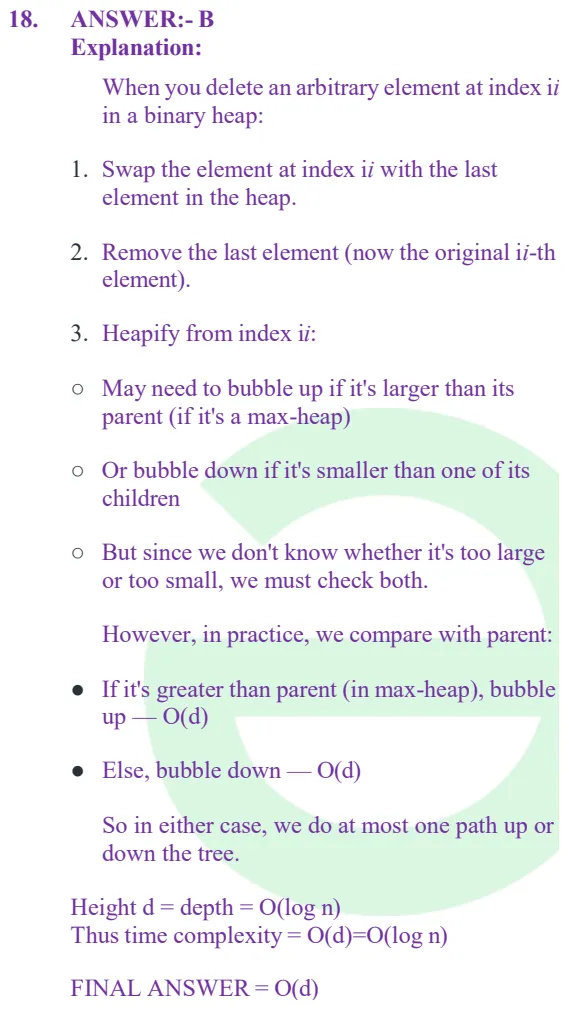 18. ANSWER:- B
Explanation:
When you delete an arbitrary element at index ii
in a binary heap:
1. Swap the element at index ii with the last
element in the heap.
2. Remove the last element (now the original ii-th
element).
3. Heapify from index ii:
○ May need to bubble up if it's larger than its
parent (if it's a max-heap)
○ Or bubble down if it's smaller than one of its
children
○ But since we don't know whether it's too large
or too small, we must check both.
However, in practice, we compare with parent:
● If it's greater than parent (in max-heap), bubble
up — O(d)
● Else, bubble down — O(d)
So in either case, we do at most one path up or
down the tree.
Height d = depth = O(log n)
Thus time complexity = O(d)=O(log n)
FINAL ANSWER = O(d)